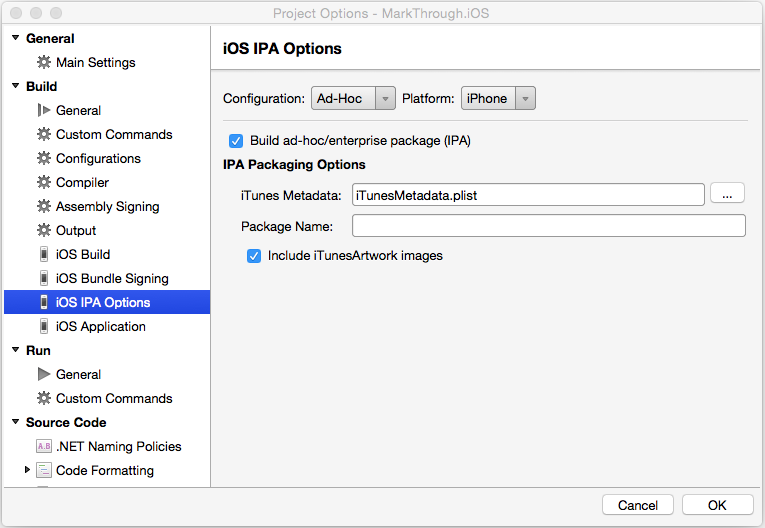 Project Options – MarkThrough.iOS
General
Main Settings
Build
General
Custom Commands
Configurations
Compiler
Assembly Signing
Output
iOS Build
iOS Bundle Signing
iOS IPA Options
iOS Application
Run
General
Custom Commands
Source Code
A.B .NET Naming Policies
Code Formatting
iOS IPA Options
Configuration: Ad-Hoc Platform: iPhone
Build ad-hoc/enterprise package (IPA)
IPA Packaging Options
iTunes Metadata: iTunesMetadata.plist ...
Package Name:
Include iTunesArtwork images
Cancel OK